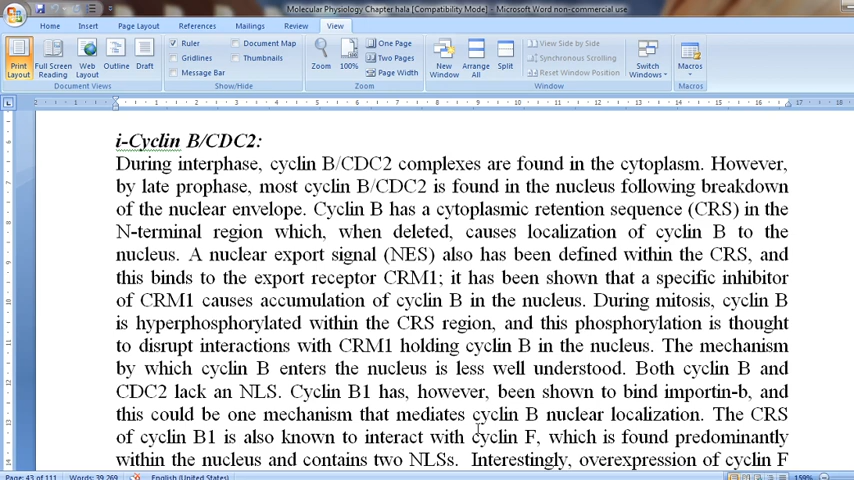 Molecular Physiology Chapter hala [Compatibility Mode] - Microsoft Word non-commercial use
Home Insert Page Layout References Mailings Review View
Print Layout
Full Screen Reading
Web Layout
Outline
Draft
Document Views
Ruler
Gridlines
Message Bar
Document Map
Thumbnails
Show/Hide
Zoom
100%
One Page
Two Pages
Page Width
Zoom
New Window
Arrange All
Split
View Side by Side
Synchronous Scrolling
Reset Window Position
Window
Switch Windows
Macros
Macros
i-Cyclin B/CDC2:
During interphase, cyclin B/CDC2 complexes are found in the cytoplasm. However,
by late prophase, most cyclin B/CDC2 is found in the nucleus following breakdown
of the nuclear envelope. Cyclin B has a cytoplasmic retention sequence (CRS) in the
N-terminal region which, when deleted, causes localization of cyclin B to the
nucleus. A nuclear export signal (NES) also has been defined within the CRS, and
this binds to the export receptor CRM1; it has been shown that a specific inhibitor
of CRM1 causes accumulation of cyclin B in the nucleus. During mitosis, cyclin B
is hyperphosphorylated within the CRS region, and this phosphorylation is thought
to disrupt interactions with CRM1 holding cyclin B in the nucleus. The mechanism
by which cyclin B enters the nucleus is less well understood. Both cyclin B and
CDC2 lack an NLS. Cyclin B1 has, however, been shown to bind importin-b, and
this could be one mechanism that mediates cyclin B nuclear localization. The CRS
of cyclin B1 is also known to interact with cyclin F, which is found predominantly
within the nucleus and contains two NLSs. Interestingly, overexpression of cyclin F
Page: 43 of 111 Words: 39,269 English (United States) 159%